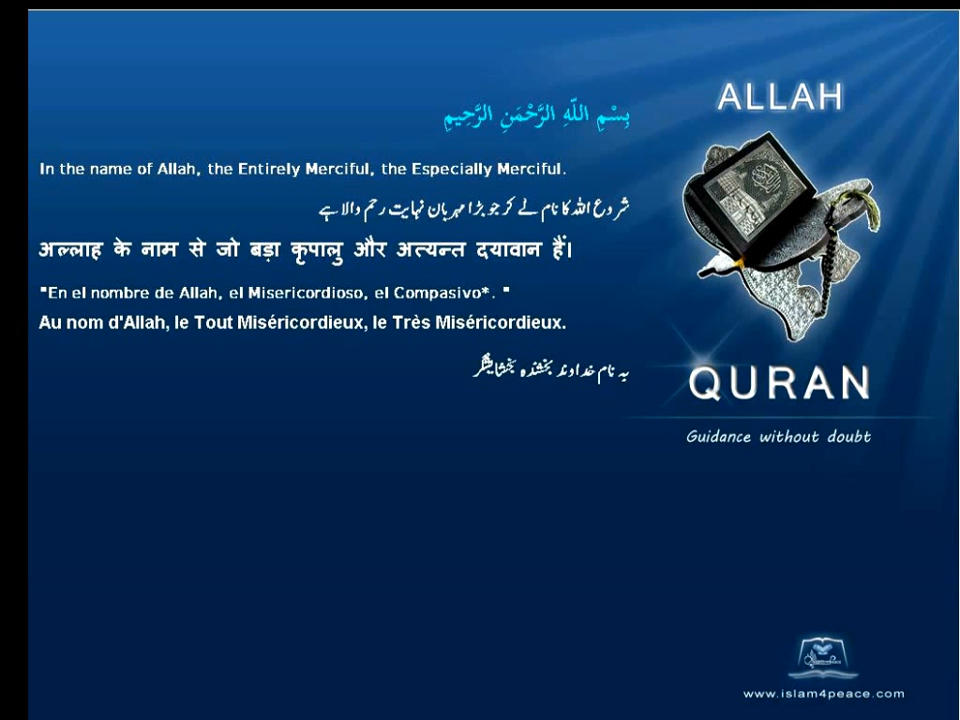 بِسْمِ اللّهِ الرَّحْمَنِ الرَّحِيمِ
In the name of Allah, the Entirely Merciful, the Especially Merciful.
شروع الله کا نام لے کر جو بڑا مہربان نہایت رحم والا ہے
अल्लाह के नाम से जो बड़ा कृपालु और अत्यन्त दयावान हैं।
"En el nombre de Allah, el Misericordioso, el Compasivo*. "
Au nom d'Allah, le Tout Miséricordieux, le Très Miséricordieux.
به نام خداوند بخشنده بخشایشگر
ALLAH
QURAN
Guidance without doubt
www.islam4peace.com